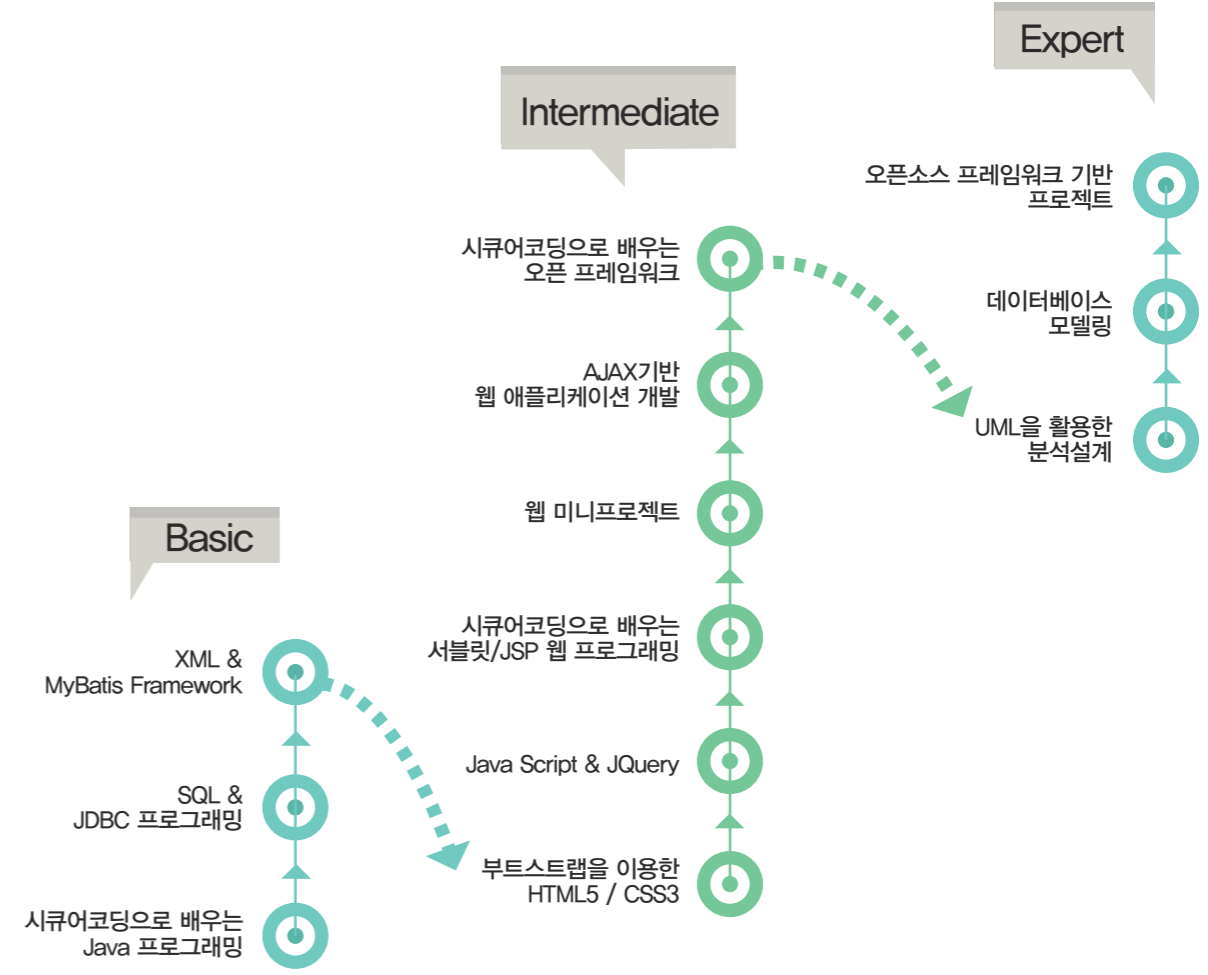 Expert
오픈소스 프레임워크 기반
프로젝트
데이터베이스
모델링
UML을 활용한
분석설계
Intermediate
시큐어코딩으로 배우는
오픈 프레임워크
AJAX기반
웹 애플리케이션 개발
웹 미니프로젝트
시큐어코딩으로 배우는
서블릿/JSP 웹 프로그래밍
Java Script & JQuery
부트스트랩을 이용한
HTML5 / CSS3
Basic
XML &
MyBatis Framework
SQL &
JDBC 프로그래밍
시큐어코딩으로 배우는
Java 프로그래밍